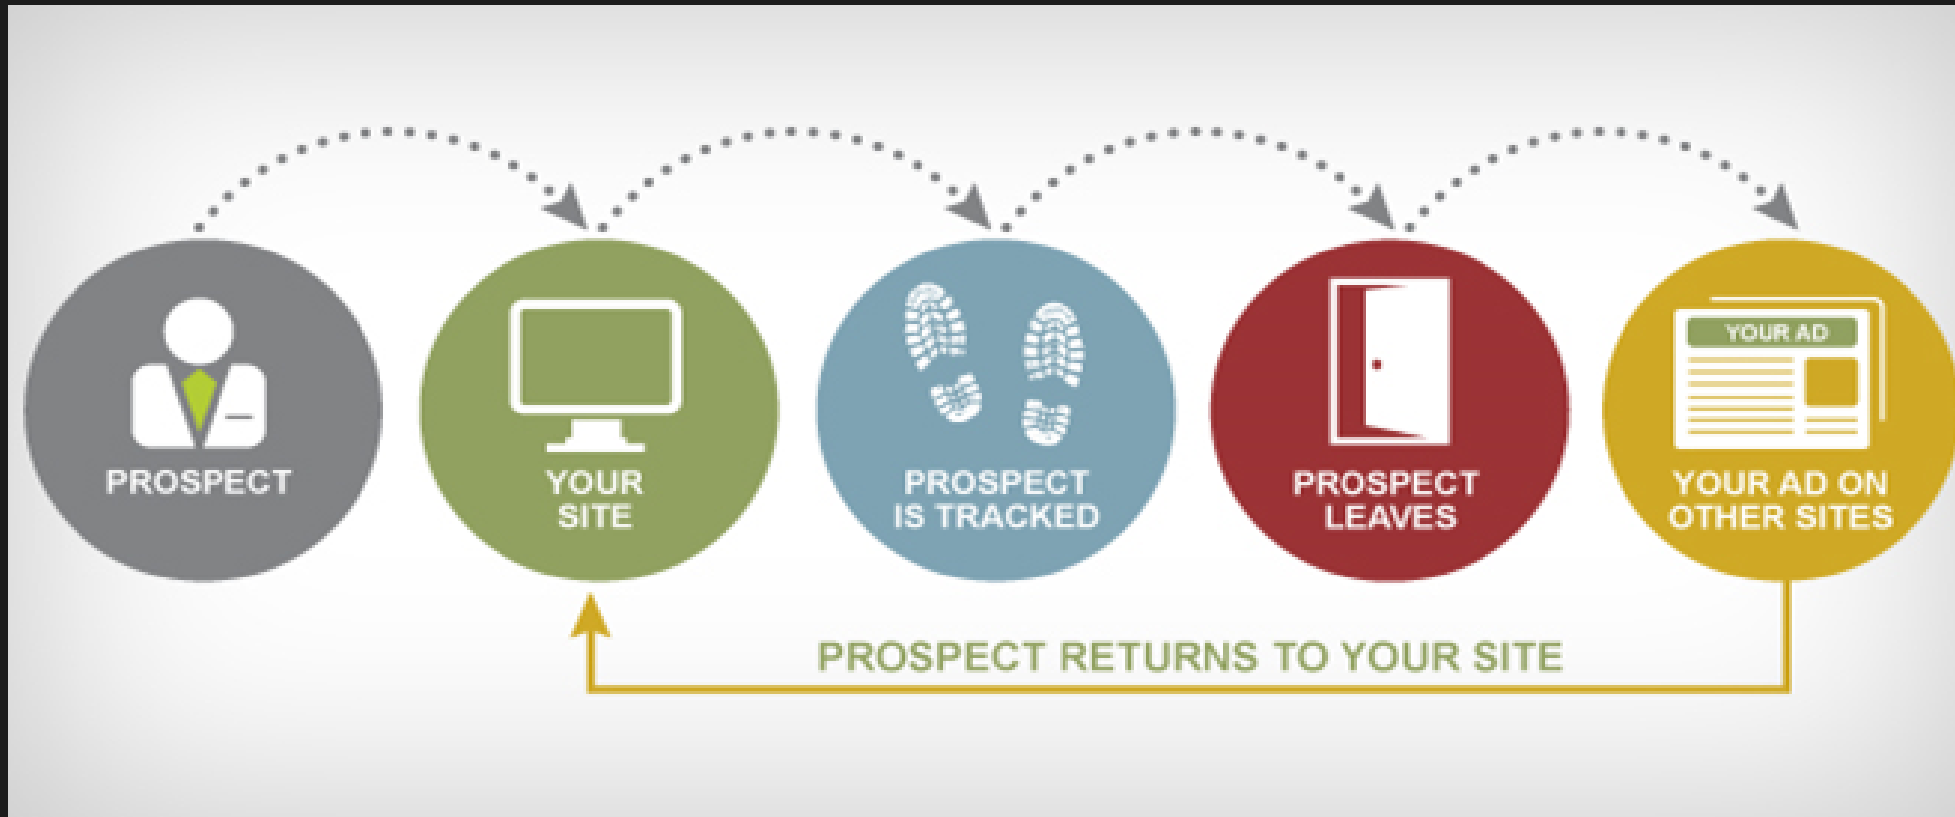 PROSPECT
YOUR
SITE
PROSPECT
IS TRACKED
PROSPECT
LEAVES
YOUR AD
YOUR AD ON
OTHER SITES
PROSPECT RETURNS TO YOUR SITE